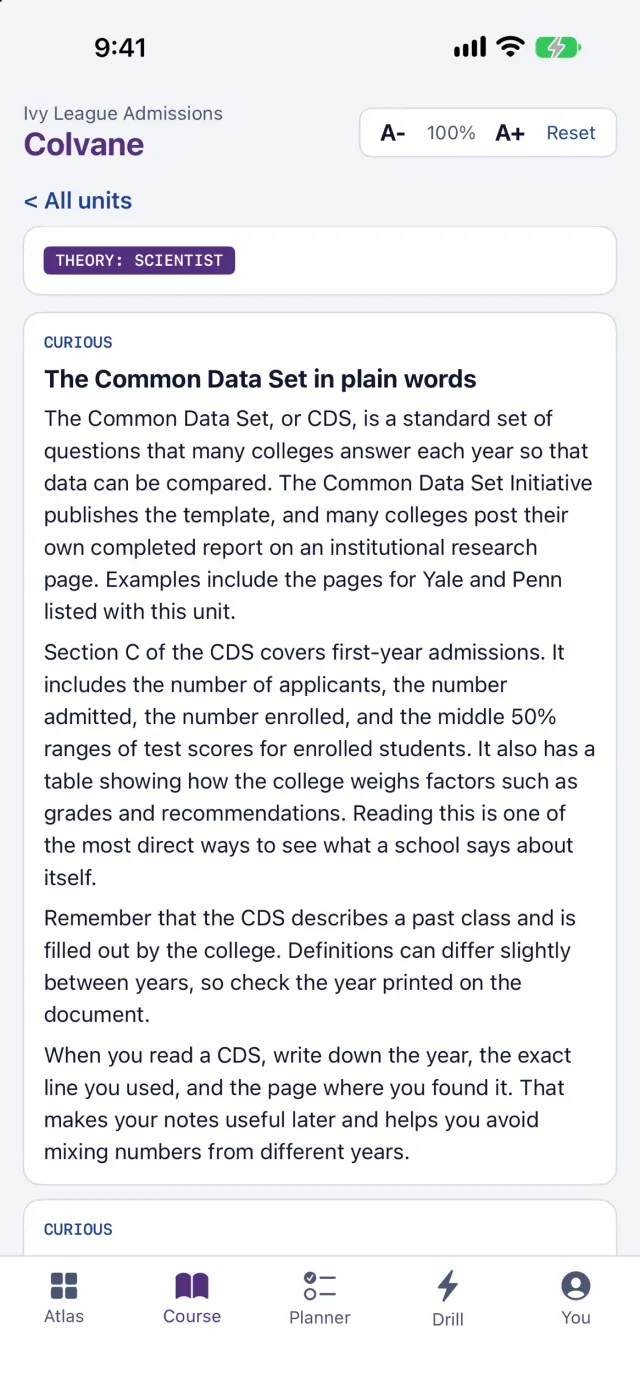 9:41
Ivy League Admissions
Colvane
A- 100% A+ Reset
< All units
THEORY: SCIENTIST
CURIOUS
The Common Data Set in plain words
The Common Data Set, or CDS, is a standard set of
questions that many colleges answer each year so that
data can be compared. The Common Data Set Initiative
publishes the template, and many colleges post their
own completed report on an institutional research
page. Examples include the pages for Yale and Penn
listed with this unit.
Section C of the CDS covers first-year admissions. It
includes the number of applicants, the number
admitted, the number enrolled, and the middle 50%
ranges of test scores for enrolled students. It also has a
table showing how the college weighs factors such as
grades and recommendations. Reading this is one of
the most direct ways to see what a school says about
itself.
Remember that the CDS describes a past class and is
filled out by the college. Definitions can differ slightly
between years, so check the year printed on the
document.
When you read a CDS, write down the year, the exact
line you used, and the page where you found it. That
makes your notes useful later and helps you avoid
mixing numbers from different years.
CURIOUS
Atlas Course Planner Drill You